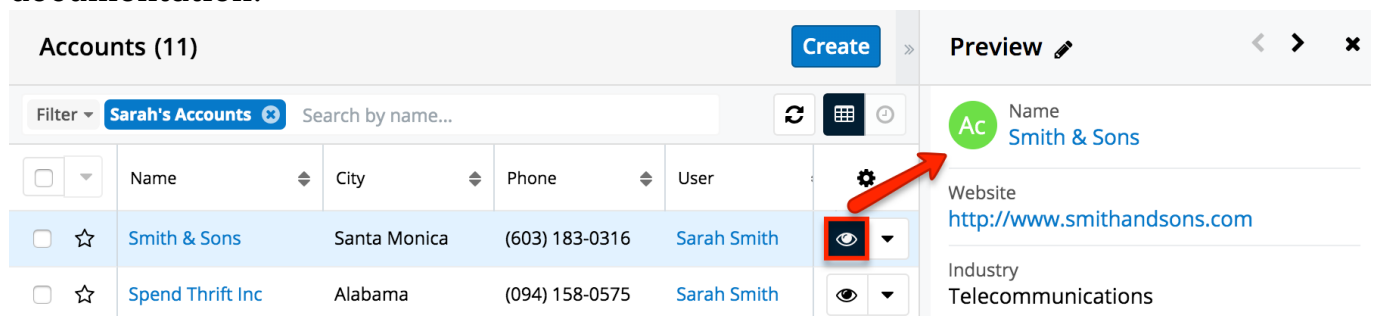 Accounts (11)
Create
»
Preview
Filter
Sarah's Accounts
Search by name...
Name
City
Phone
User
Smith & Sons
Santa Monica
(603) 183-0316
Sarah Smith
Spend Thrift Inc
Alabama
(094) 158-0575
Sarah Smith
Ac
Name
Smith & Sons
Website
http://www.smithandsons.com
Industry
Telecommunications